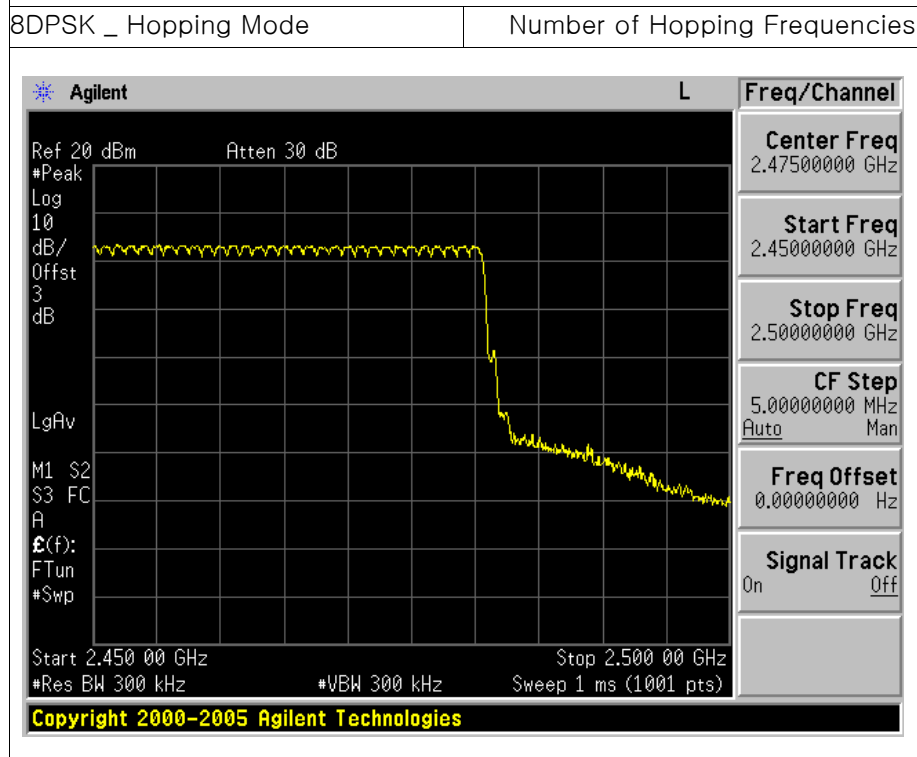 8DPSK _ Hopping Mode
Number of Hopping Frequencies
Agilent
L
Freq/Channel
Ref 20 dBm
Atten 30 dB
#Peak
Log
10
dB/
Offst
3
dB
LgAv
M1 S2
S3 FC
A
£(f):
FTun
#Swp
Start 2.450 00 GHz
Stop 2.500 00 GHz
#Res BW 300 kHz
#VBW 300 kHz
Sweep 1 ms (1001 pts)
Copyright 2000-2005 Agilent Technologies
Center Freq
2.47500000 GHz
Start Freq
2.45000000 GHz
Stop Freq
2.50000000 GHz
CF Step
5.00000000 MHz
Auto Man
Freq Offset
0.00000000 Hz
Signal Track
On Off